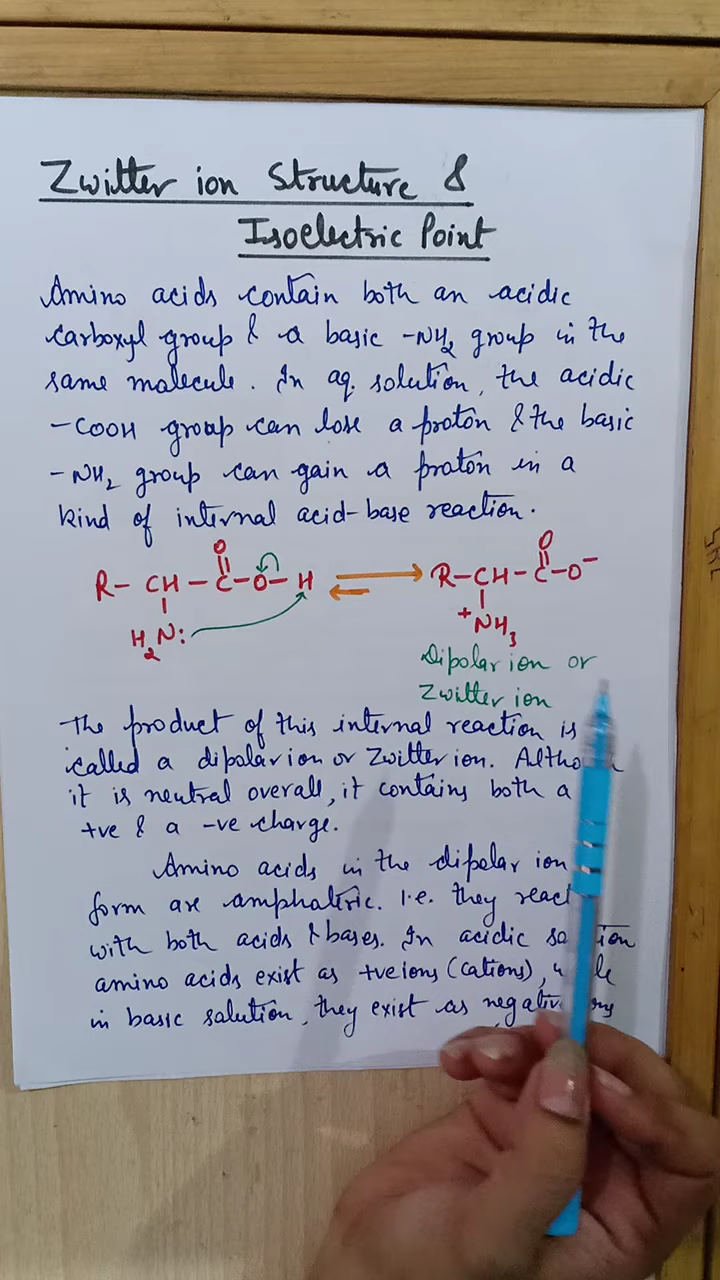 Zwitter ion Structure &
Isoelectric Point
Amino acids contain both an acidic
carboxyl group & a basic -NH₂ group in the
same molecule. In aq. solution, the acidic
-COOH group can lose a proton & the basic
-NH₂ group can gain a proton in a
kind of internal acid-base reaction.
O O
R- CH - C - O - H ⇌ R-CH-C-O⁻
H₂N: +NH₃
Dipolar ion or
Zwitter ion
The product of this internal reaction is
called a dipolar ion or Zwitter ion. Although
it is neutral overall, it contains both a
+ve & a -ve charge.
Amino acids in the dipolar ion
form are amphoteric. i.e. they react
with both acids & bases. In acidic solution
amino acids exist as +ve ions (cations), while
in basic solution, they exist as negative ions